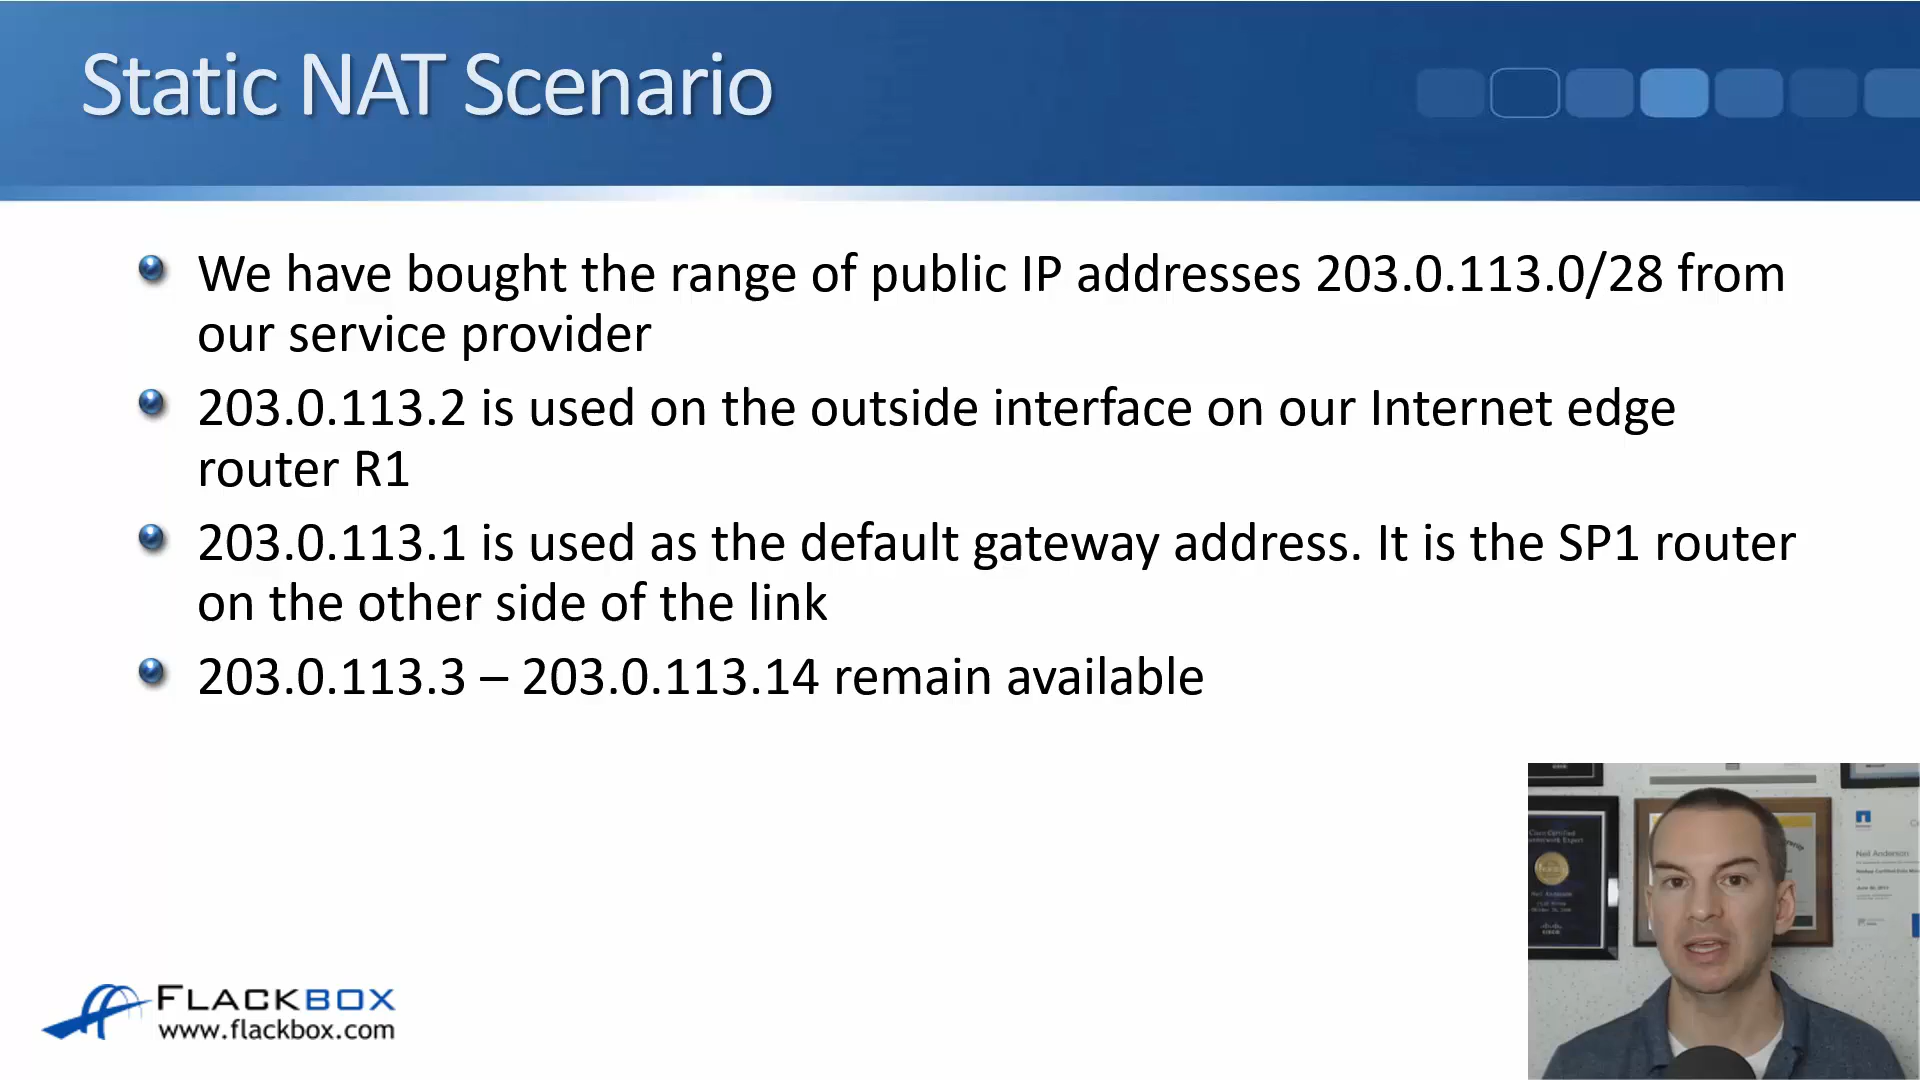 Static NAT Scenario
We have bought the range of public IP addresses 203.0.113.0/28 from
our service provider
203.0.113.2 is used on the outside interface on our Internet edge
router R1
203.0.113.1 is used as the default gateway address. It is the SP1 router
on the other side of the link
203.0.113.3 – 203.0.113.14 remain available
FLACKBOX
www.flackbox.com
Neil Anderson